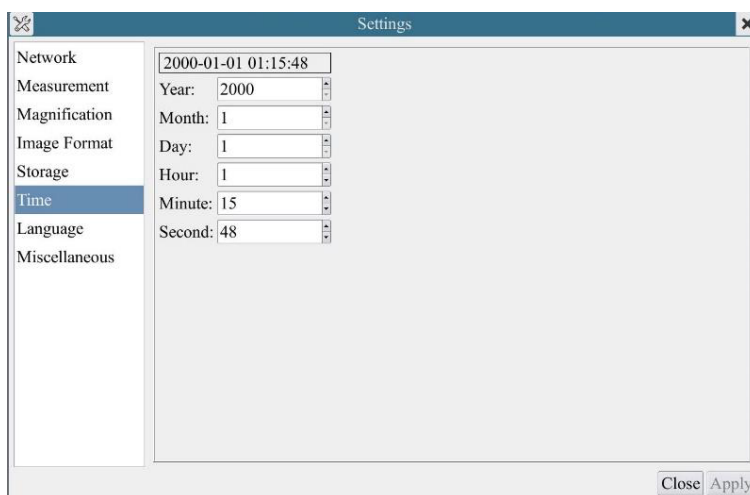 Settings
Network
Measurement
Magnification
Image Format
Storage
Time
Language
Miscellaneous
2000-01-01 01:15:48
Year: 2000
Month: 1
Day: 1
Hour: 1
Minute: 15
Second: 48
Close Apply